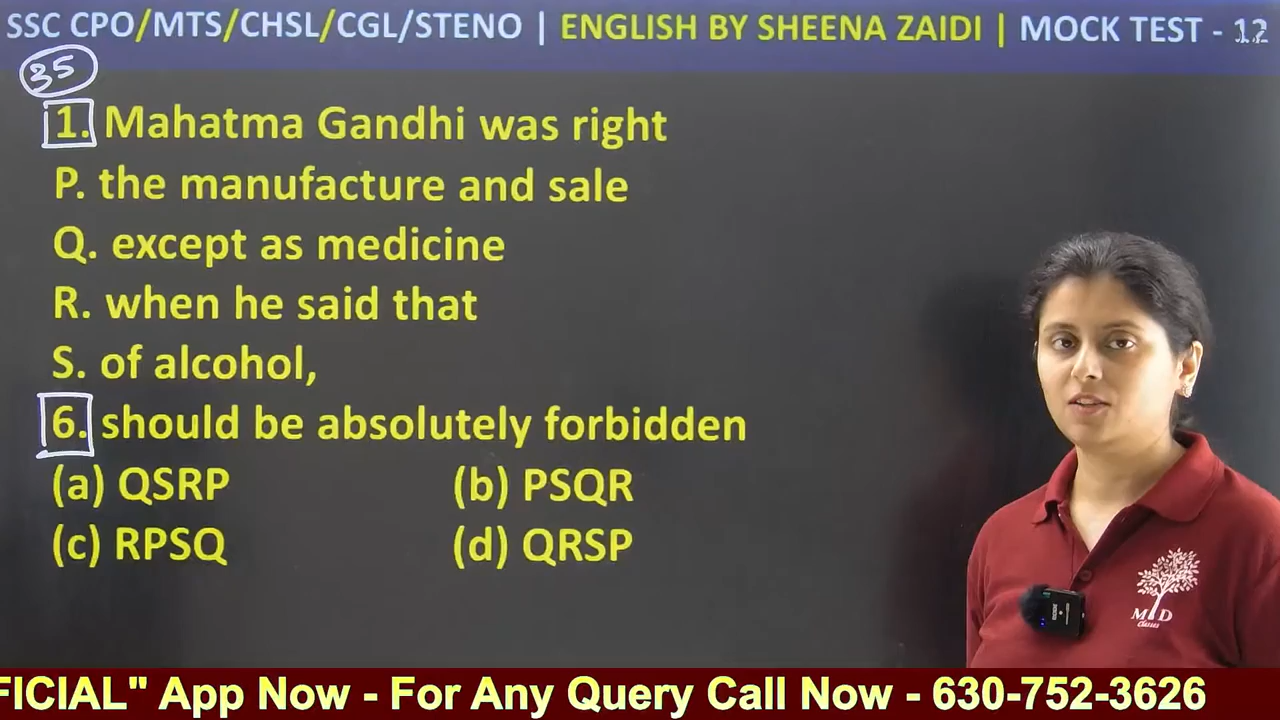 SSC CPO/MTS/CHSL/CGL/STENO | ENGLISH BY SHEENA ZAIDI | MOCK TEST - 12
35
1. Mahatma Gandhi was right
P. the manufacture and sale
Q. except as medicine
R. when he said that
S. of alcohol,
6. should be absolutely forbidden
(a) QSRP (b) PSQR
(c) RPSQ (d) QRSP
MD
Classes
FICIAL" App Now - For Any Query Call Now - 630-752-3626